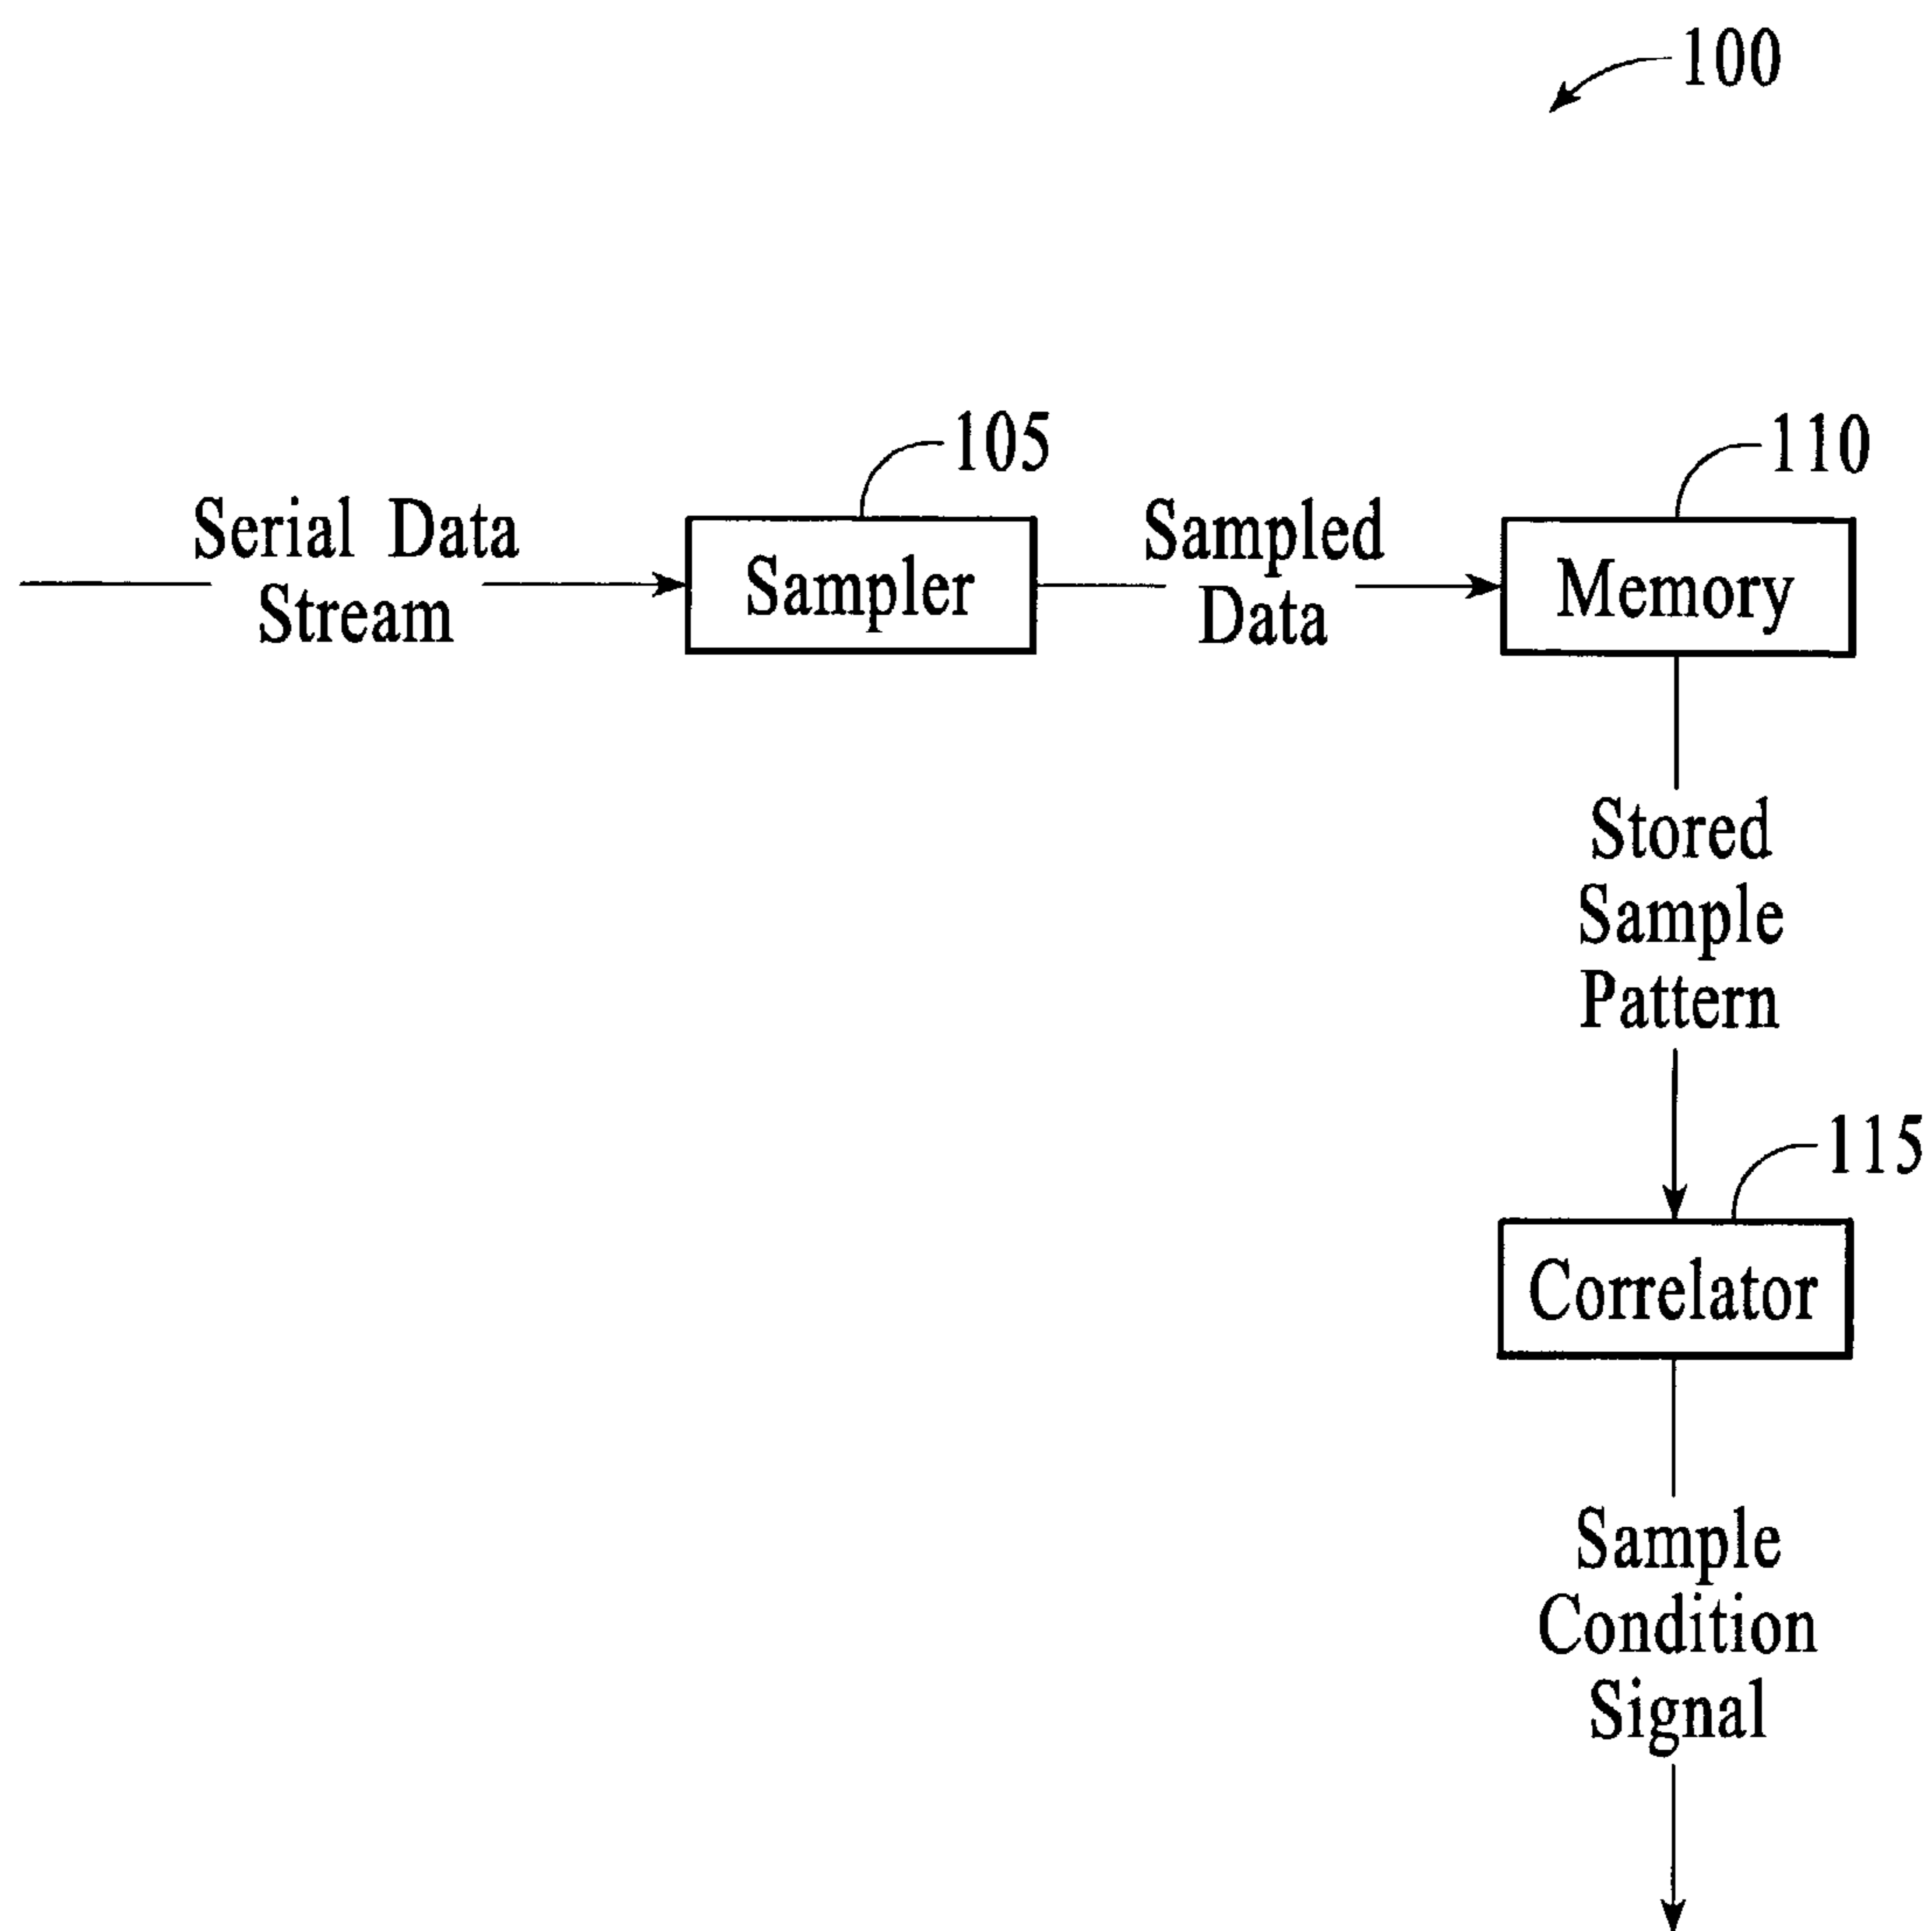 100
105
110
Serial Data
Stream
Sampler
Sampled
Data
Memory
Stored
Sample
Pattern
115
Correlator
Sample
Condition
Signal